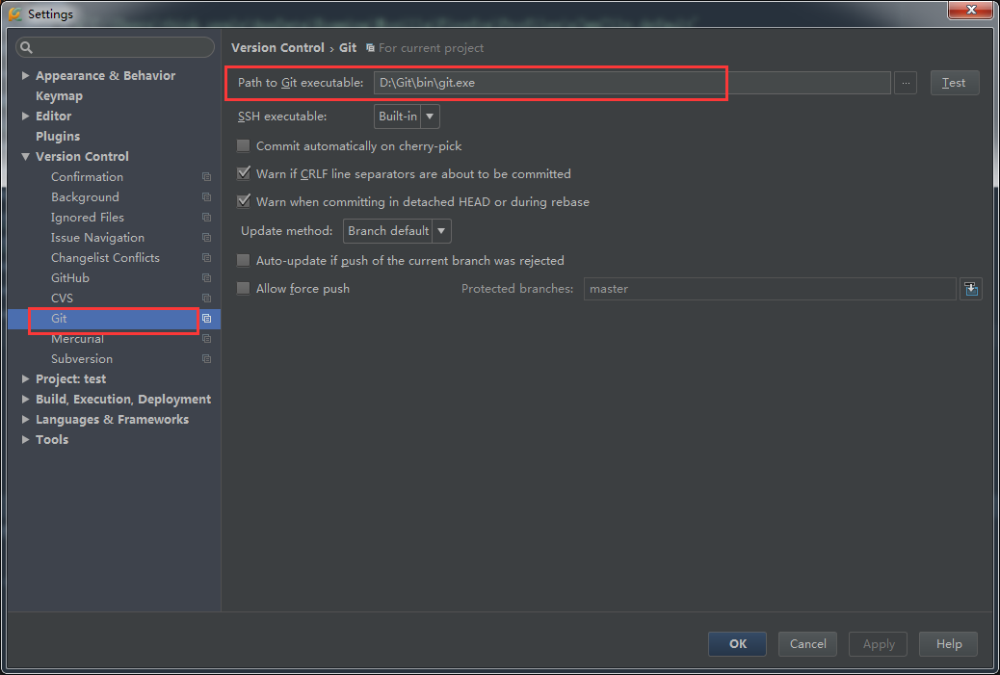 Settings
Version Control › Git For current project
Appearance & Behavior
Keymap
Editor
Plugins
Version Control
Confirmation
Background
Ignored Files
Issue Navigation
Changelist Conflicts
GitHub
CVS
Git
Mercurial
Subversion
Project: test
Build, Execution, Deployment
Languages & Frameworks
Tools
Path to Git executable: D:\Git\bin\git.exe ... Test
SSH executable: Built-in
Commit automatically on cherry-pick
Warn if CRLF line separators are about to be committed
Warn when committing in detached HEAD or during rebase
Update method: Branch default
Auto-update if push of the current branch was rejected
Allow force push Protected branches: master
OK Cancel Apply Help